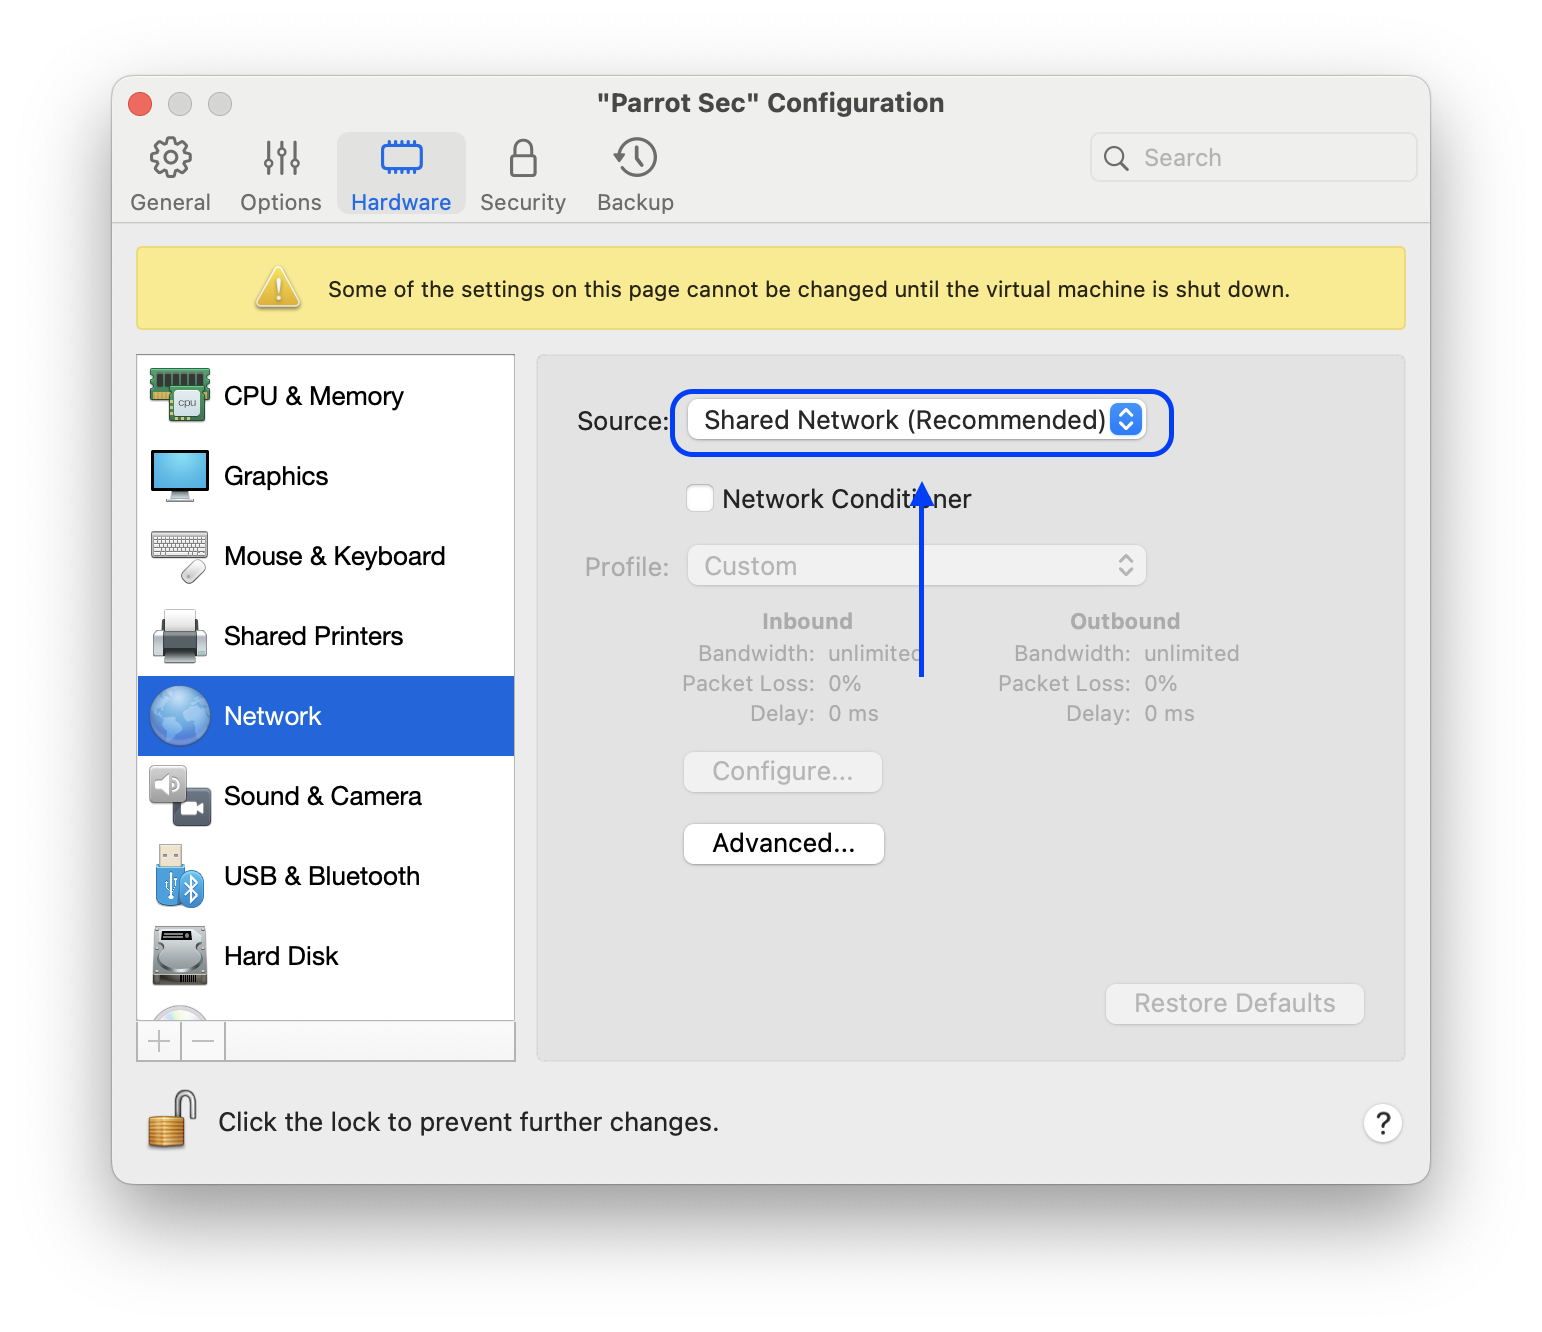 "Parrot Sec" Configuration
General
Options
Hardware
Security
Backup
Search
Some of the settings on this page cannot be changed until the virtual machine is shut down.
cpu
CPU & Memory
Graphics
Mouse & Keyboard
Shared Printers
Network
Sound & Camera
USB & Bluetooth
Hard Disk
Source: Shared Network (Recommended)
Network Conditioner
Profile: Custom
Inbound
Bandwidth: unlimited
Packet Loss: 0%
Delay: 0 ms
Outbound
Bandwidth: unlimited
Packet Loss: 0%
Delay: 0 ms
Configure...
Advanced...
Restore Defaults
Click the lock to prevent further changes.
?